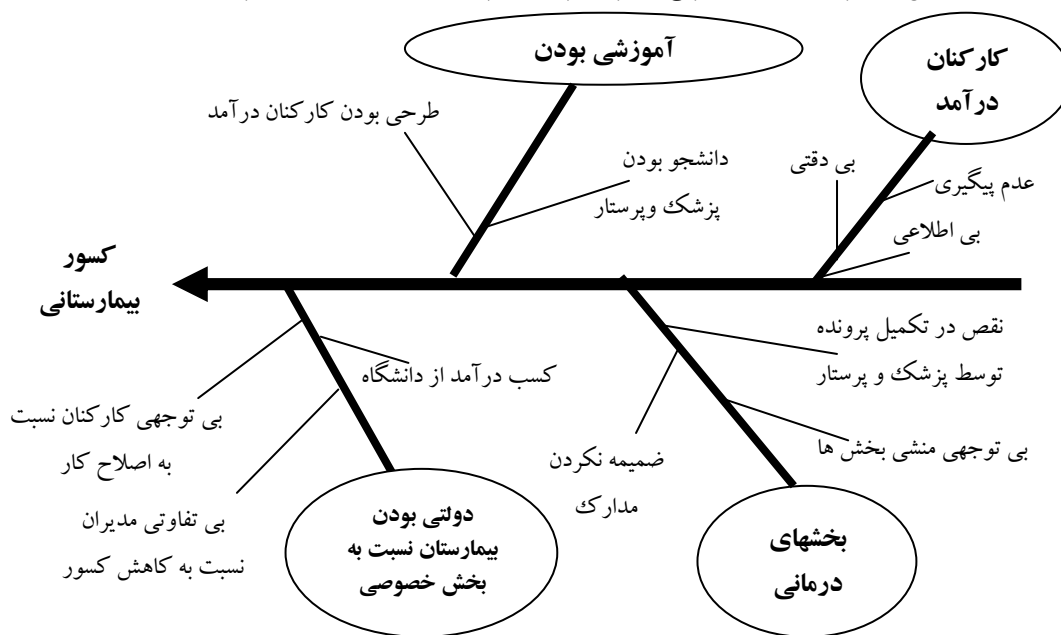 آموزشی بودن
کارکنان
درآمد
طرحی بودن کارکنان درآمد
دانشجو بودن
پزشک وپرستار
بی دقتی
عدم پیگیری
بی اطلاعی
کسور
بیمارستانی
نقص در تکمیل پرونده
توسط پزشک و پرستار
کسب درآمد از دانشگاه
بی توجهی کارکنان نسبت
به اصلاح کار
بی توجهی منشی بخش ها
ضمیمه نکردن
مدارک
بی تفاوتی مدیران
نسبت به کاهش کسور
دولتی بودن
بیمارستان نسبت به
بخش خصوصی
بخشهای
درمانی